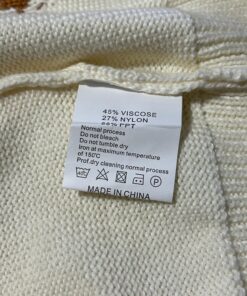 45% VISCOSE
27% NYLON
Normal process
Do not bleach
Do not tumble dry
Iron at maximum temperature
of 150°C
Prof.dry cleaning normal process
MADE IN CHINA